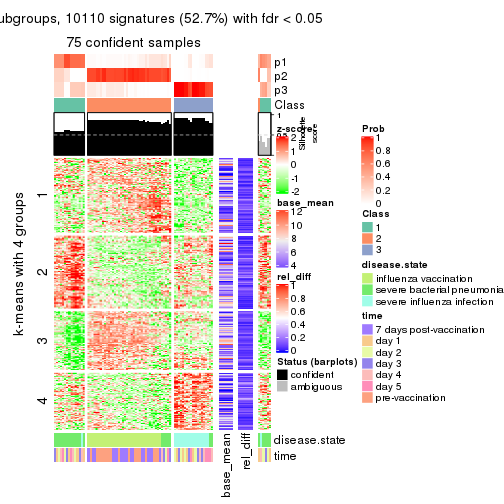 ubgroups, 10110 signatures (52.7%) with fdr < 0.05
75 confident samples
p1
p2
p3
Class
1
Silhouette
score
z-score
2
1
0
-1
-2
base_mean
12
10
8
6
4
rel_diff
1
0.8
0.6
0.4
0.2
0
Status (barplots)
confident
ambiguous
Prob
1
0.8
0.6
0.4
0.2
0
Class
1
2
3
disease.state
influenza vaccination
severe bacterial pneumonia
severe influenza infection
time
7 days post-vaccination
day 1
day 2
day 3
day 4
day 5
pre-vaccination
k-means with 4 groups
1
2
3
4
disease.state
time
base_mean
rel_diff